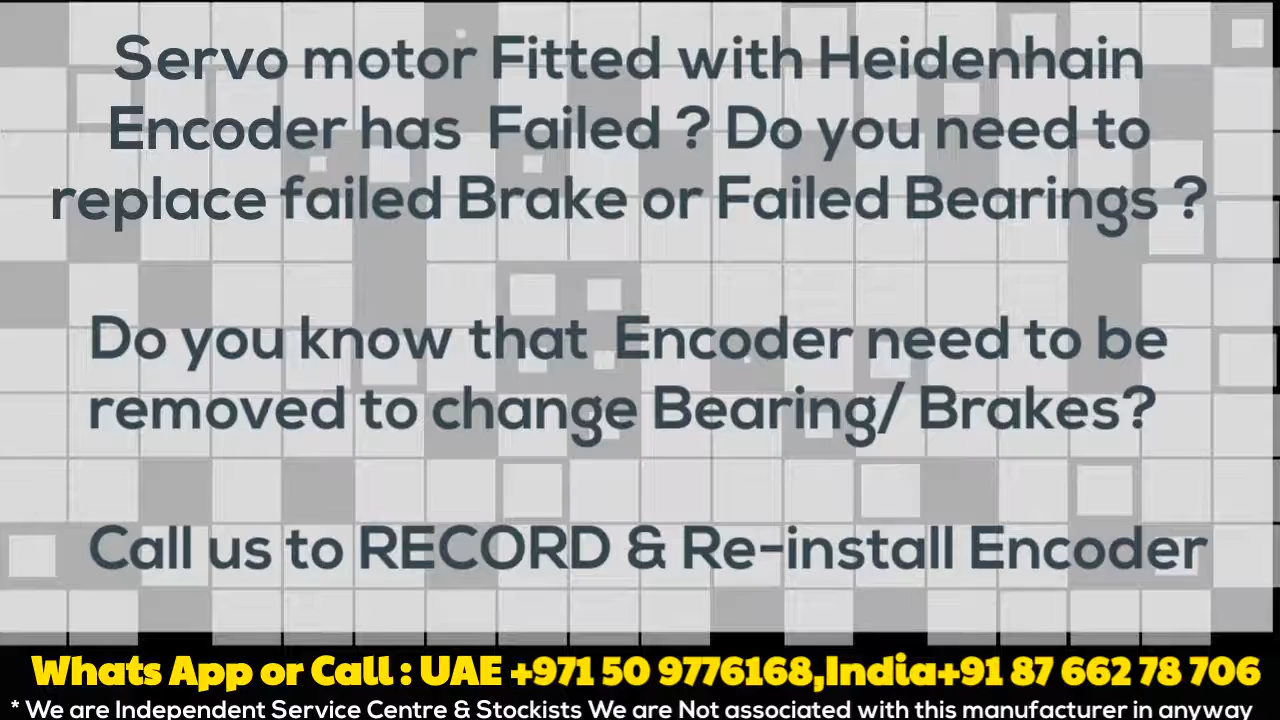 Servo motor Fitted with Heidenhain
Encoder has Failed ? Do you need to
replace failed Brake or Failed Bearings ?
Do you know that Encoder need to be
removed to change Bearing/ Brakes?
Call us to RECORD & Re-install Encoder
Whats App or Call : UAE +971 50 9776168,India+91 87 662 78 706
* We are Independent Service Centre & Stockists We are Not associated with this manufacturer in anyway